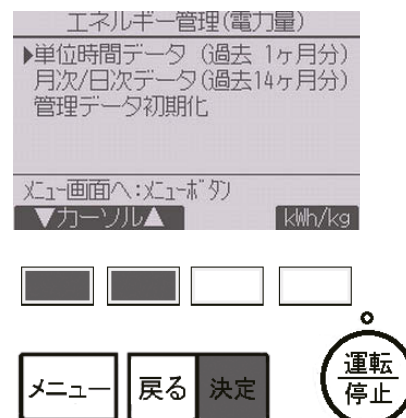 エネルギー管理(電力量)
▶単位時間データ (過去 1ヶ月分)
月次/日次データ(過去14ヶ月分)
管理データ初期化
メニュー画面へ:メニューボタン
▼カーソル▲ kWh/kg
運転
メニュー 戻る 決定
停止